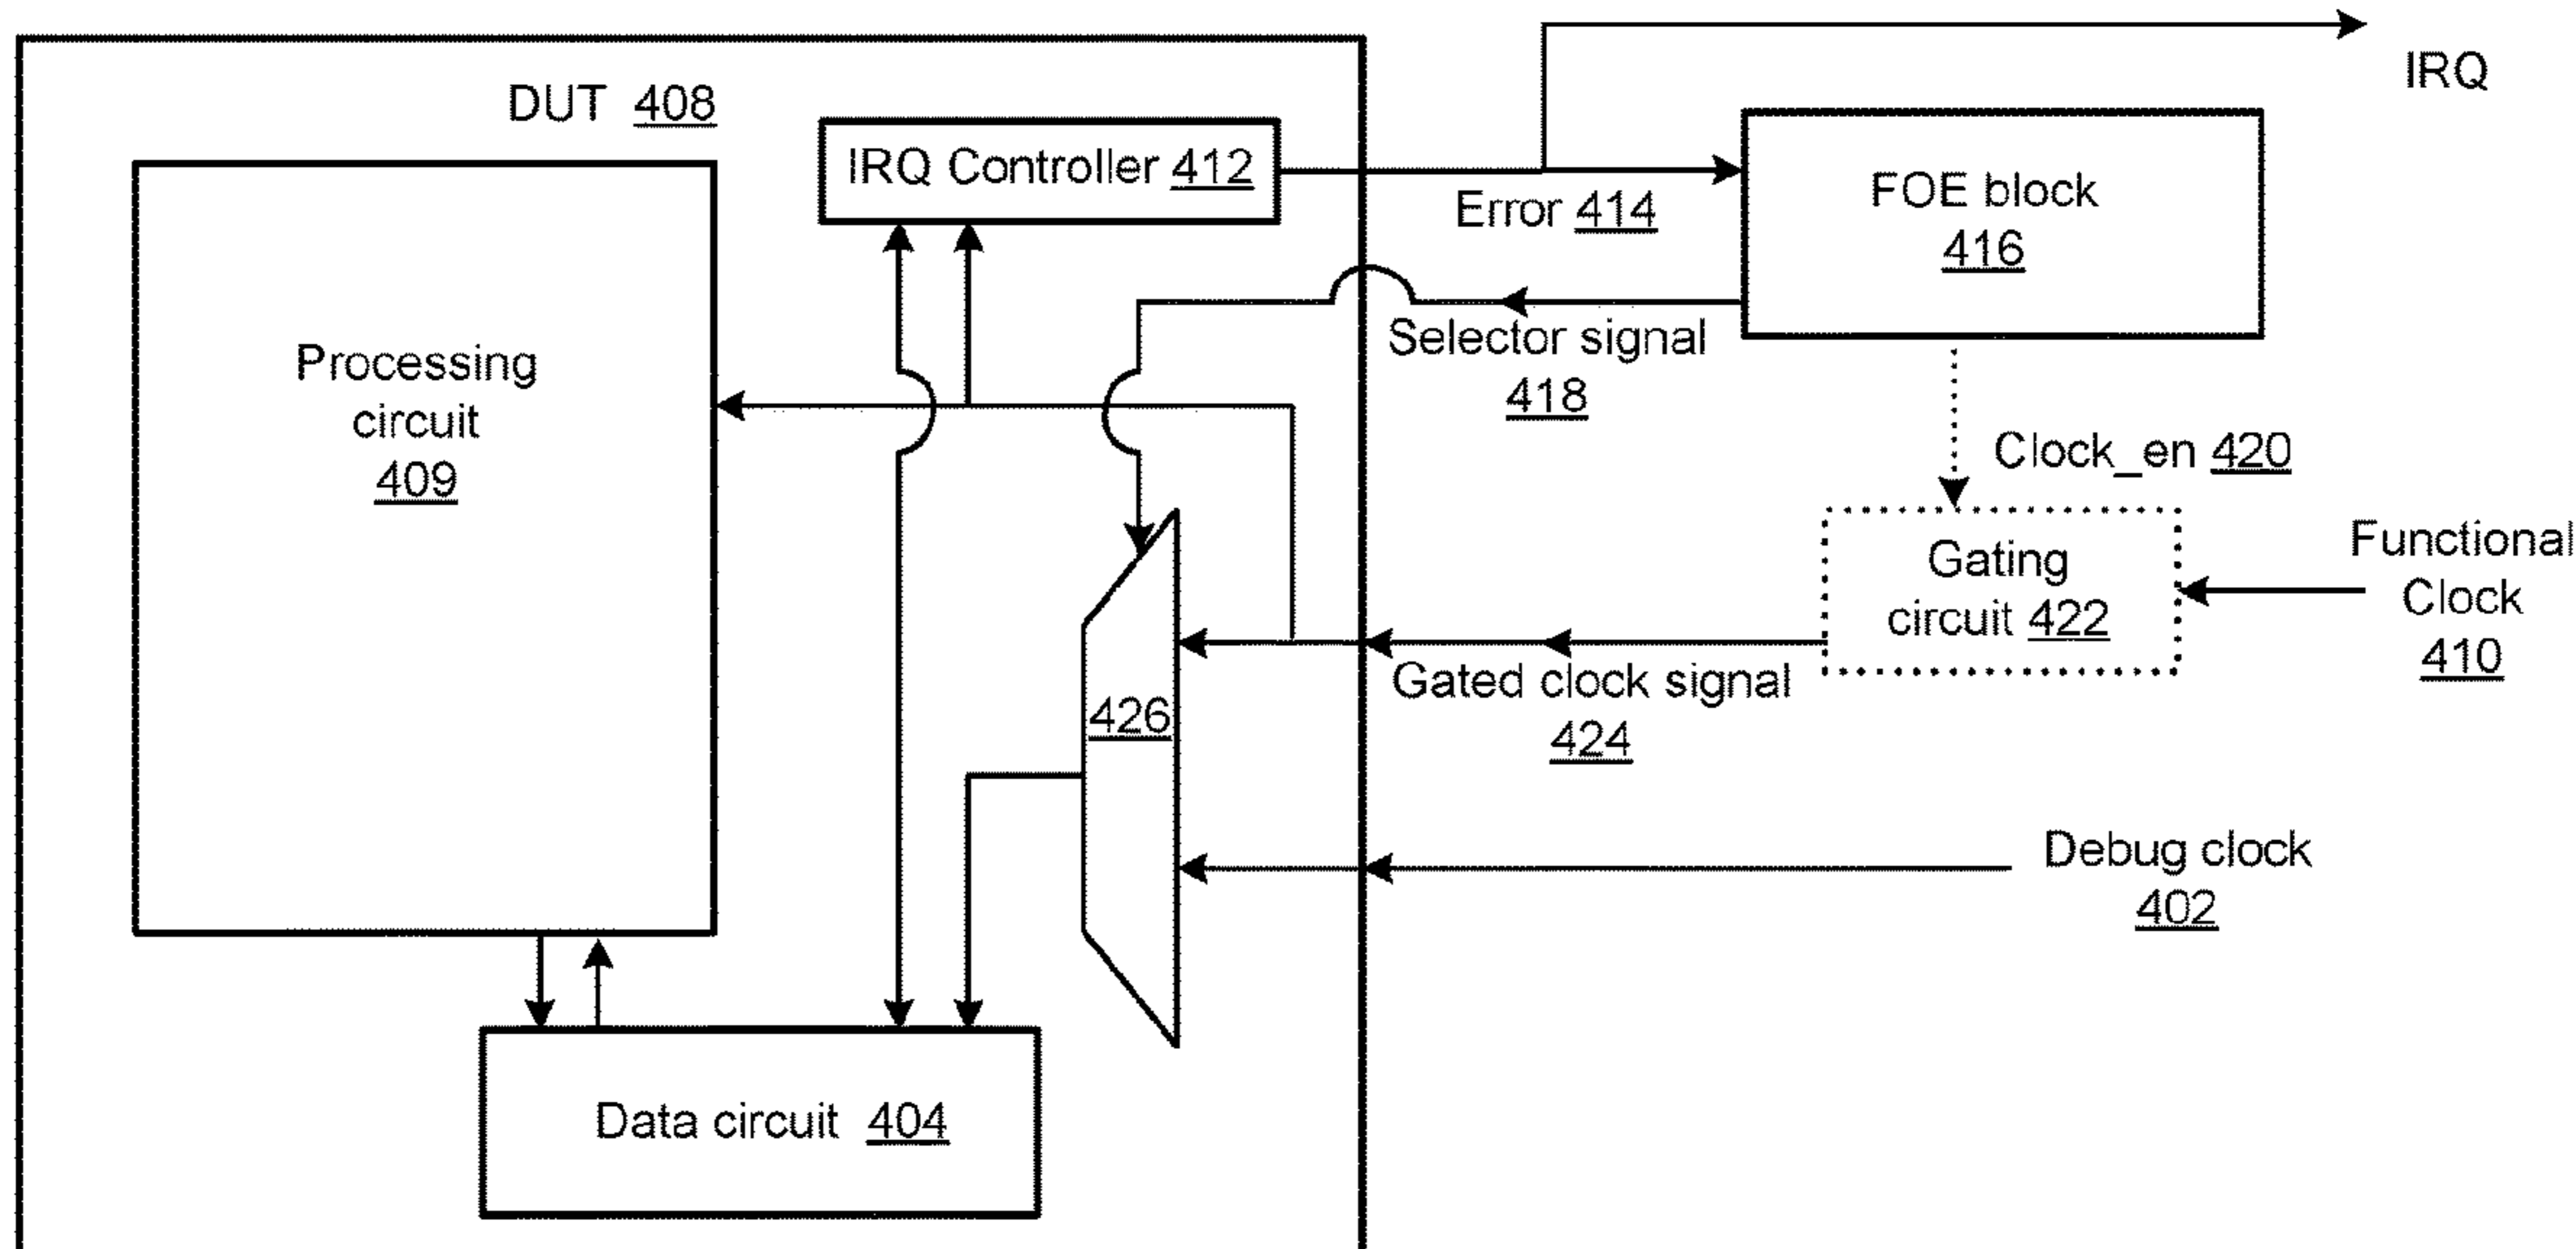 IRQ
DUT 408
IRQ Controller 412
Error 414
FOE block
416
Selector signal
418
Processing
circuit
409
Clock_en 420
Gating
circuit 422
Functional
Clock
410
Gated clock signal
424
426
Debug clock
402
Data circuit 404